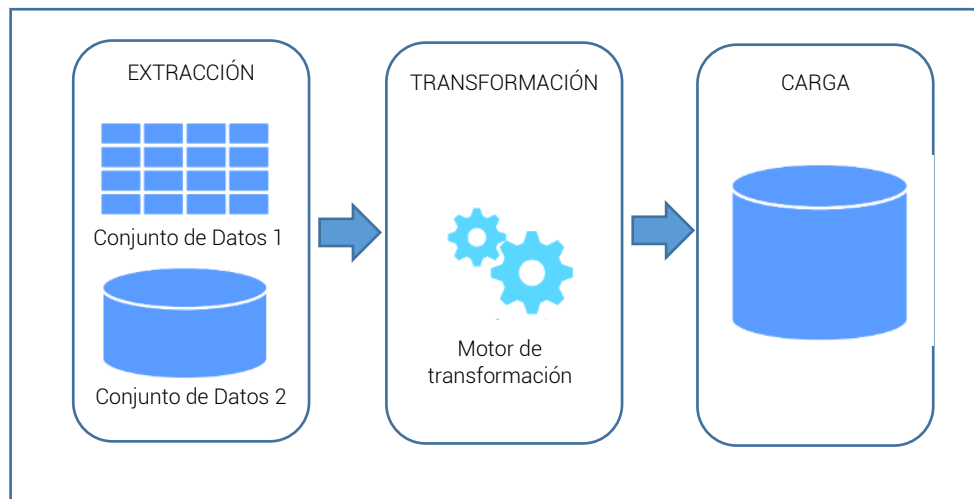 EXTRACCIÓN
Conjunto de Datos 1
Conjunto de Datos 2
TRANSFORMACIÓN
Motor de
transformación
CARGA